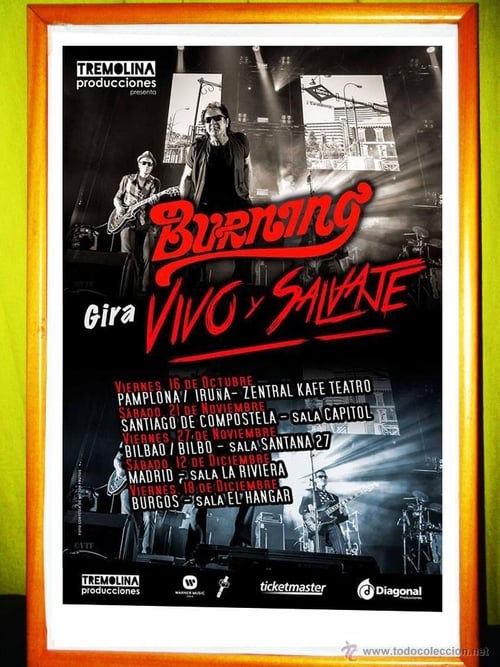 TREMOLINA
producciones
presenta
BURNING
Gira VIVO Y SALVAJE
VIERNES 16 DE OCTUBRE
PAMPLONA/ IRUÑA- ZENTRAL KAFE TEATRO
SÁBADO 21 DE NOVIEMBRE
SANTIAGO DE COMPOSTELA - SALA CAPITOL
VIERNES 27 DE NOVIEMBRE
BILBAO / BILBO - SALA SANTANA 27
SÁBADO 12 DE DICIEMBRE
MADRID - SALA LA RIVIERA
VIERNES 18 DE DICIEMBRE
BURGOS - SALA EL HANGAR
TREMOLINA
producciones
WARNER MUSIC
ticketmaster
Diagonal
Producciones
www.todocoleccion.net